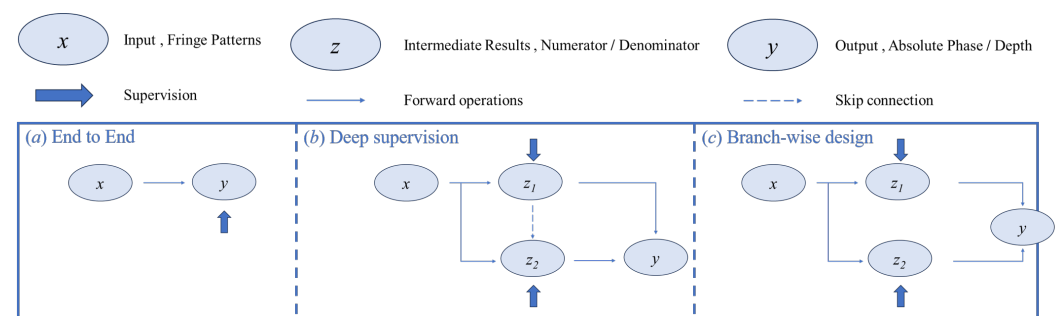 x Input , Fringe Patterns z Intermediate Results , Numerator / Denominator y Output , Absolute Phase / Depth
Supervision Forward operations Skip connection
(a) End to End (b) Deep supervision (c) Branch-wise design
x y x z1 x z1
y
z2 y z2